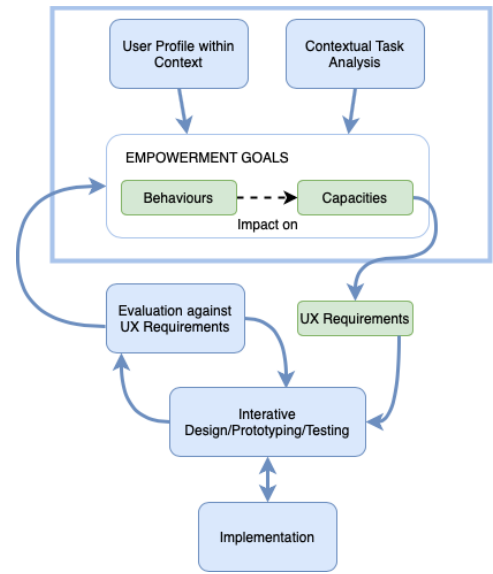 User Profile within
Context
Contextual Task
Analysis
EMPOWERMENT GOALS
Behaviours
Capacities
Impact on
Evaluation against
UX Requirements
UX Requirements
Interative
Design/Prototyping/Testing
Implementation